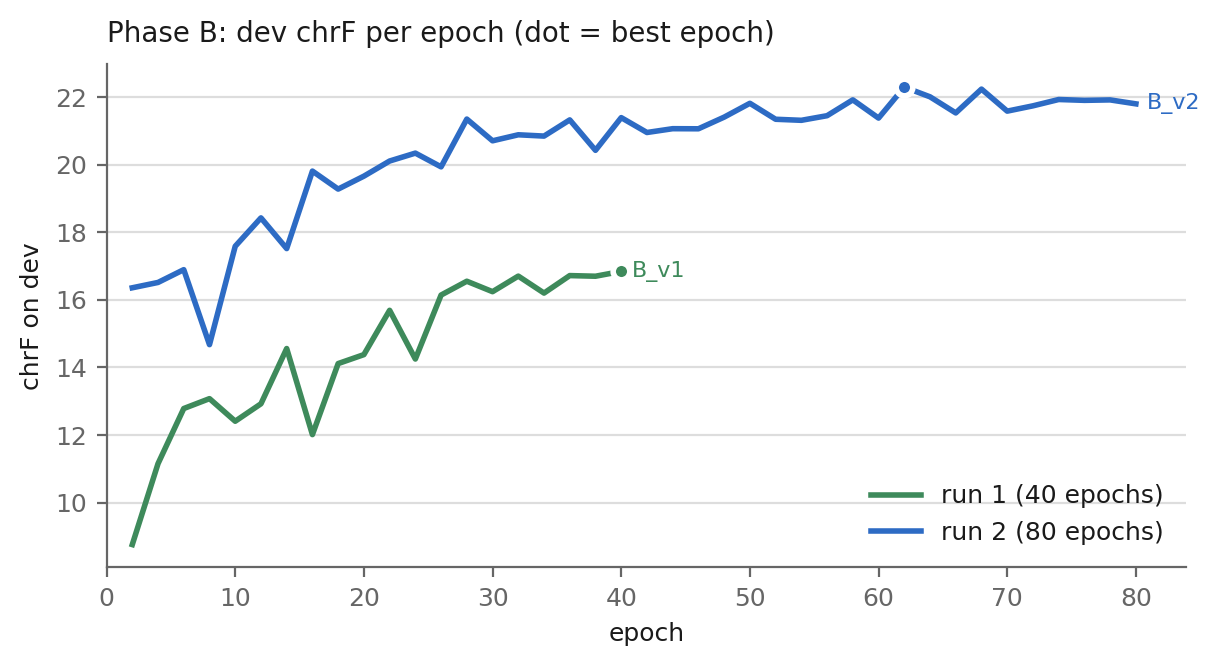 Phase B: dev chrF per epoch (dot = best epoch)
chrF on dev
22
20
18
16
14
12
10
B_v2
B_v1
run 1 (40 epochs)
run 2 (80 epochs)
0 10 20 30 40 50 60 70 80
epoch